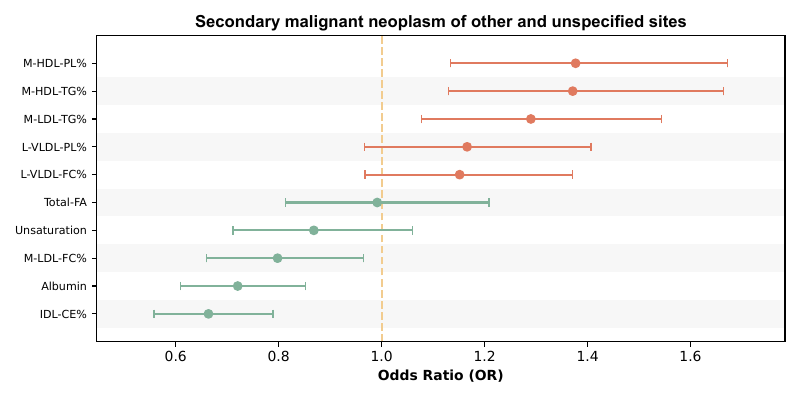 Secondary malignant neoplasm of other and unspecified sites
M-HDL-PL%
M-HDL-TG%
M-LDL-TG%
L-VLDL-PL%
L-VLDL-FC%
Total-FA
Unsaturation
M-LDL-FC%
Albumin
IDL-CE%
0.6 0.8 1.0 1.2 1.4 1.6
Odds Ratio (OR)